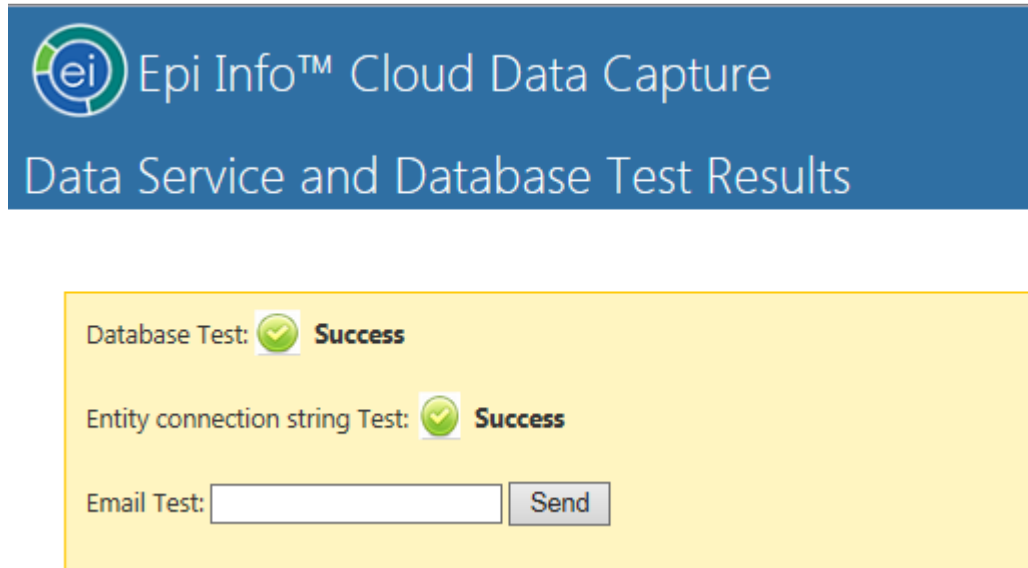 ei Epi Info™ Cloud Data Capture
Data Service and Database Test Results
Database Test: Success
Entity connection string Test: Success
Email Test: Send